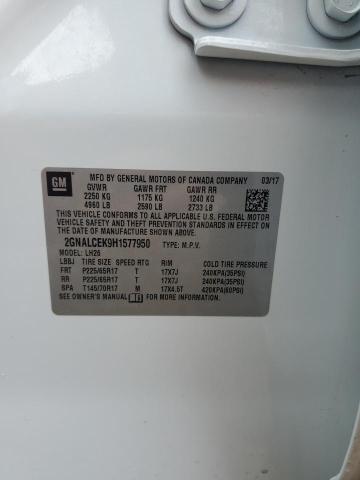 GM
MFD BY GENERAL MOTORS OF CANADA COMPANY 03/17
GVWR GAWR FRT GAWR RR
2250 KG 1175 KG 1240 KG
4960 LB 2590 LB 2733 LB
THIS VEHICLE CONFORMS TO ALL APPLICABLE U.S. FEDERAL MOTOR
VEHICLE SAFETY AND THEFT PREVENTION STANDARDS IN EFFECT
ON THE DATE OF MANUFACTURE SHOWN ABOVE.
2GNALCEK9H1577950 TYPE: M.P.V.
MODEL: LH26
LBBJ TIRE SIZE SPEED RTG RIM COLD TIRE PRESSURE
FRT P225/65R17 T 17X7J 240KPA(35PSI)
RR P225/65R17 T 17X7J 240KPA(35PSI)
SPA T145/70R17 M 17X4.5T 420KPA(60PSI)
SEE OWNER'S MANUAL FOR MORE INFORMATION.